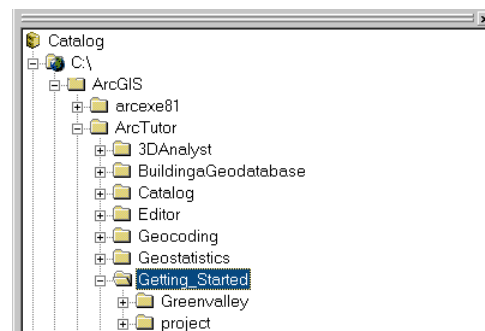 Catalog
C:\
ArcGIS
arcexe81
ArcTutor
3DAnalyst
BuildingaGeodatabase
Catalog
Editor
Geocoding
Geostatistics
Getting_Started
Greenvalley
project